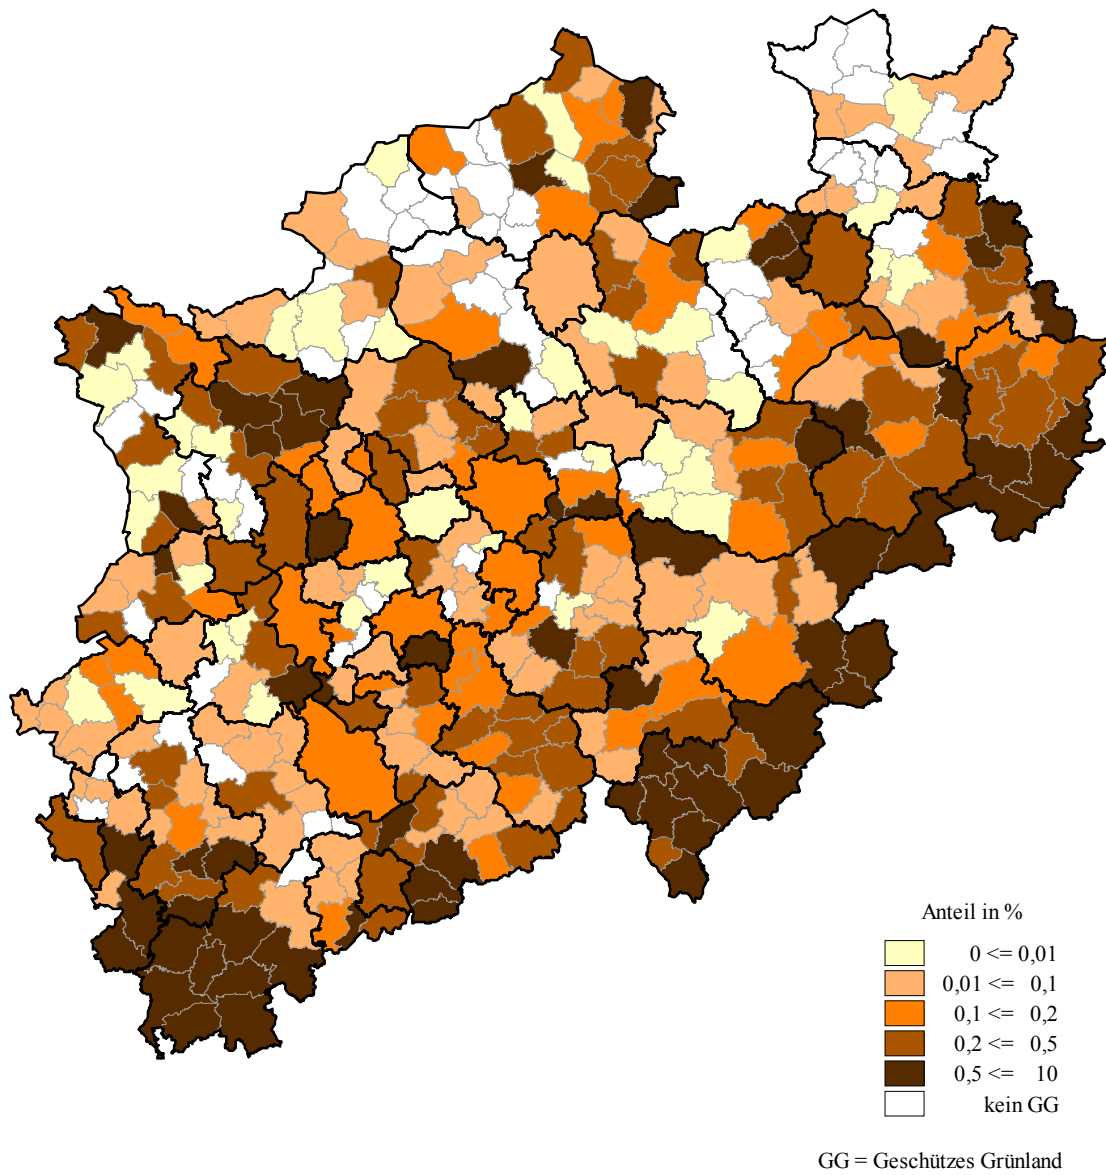 Anteil in %
0 <= 0,01
0,01 <= 0,1
0,1 <= 0,2
0,2 <= 0,5
0,5 <= 10
kein GG
GG = Geschützes Grünland